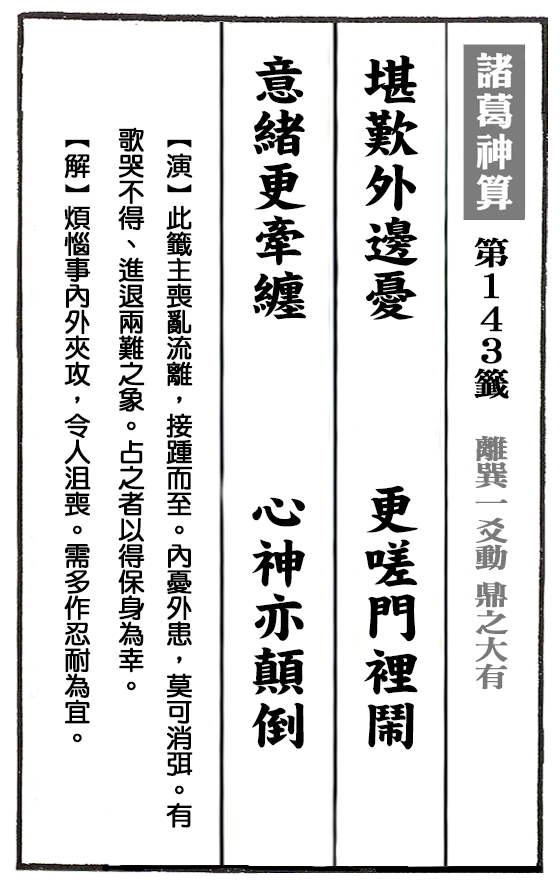 諸葛神算 第143籤 離巽一爻動 鼎之大有
堪歎外邊憂 更嗟門裡鬧
意緒更牽纏 心神亦顛倒
【演】此籤主喪亂流離，接踵而至。內憂外患，莫可消弭。有
歌哭不得、進退兩難之象。占之者以得保身為幸。
【解】煩惱事內外夾攻，令人沮喪。需多作忍耐為宜。